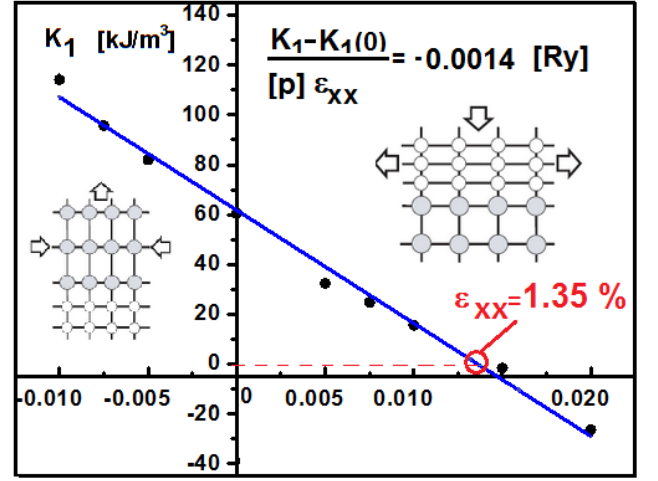 140
120
100
80
60
40
20
0
-20
-40
K₁ [kJ/m³]
K₁-K₁(0)
[p] εxx
= -0.0014 [Ry]
εxx=1.35 %
-0.010 -0.005 0 0.005 0.010 0.020